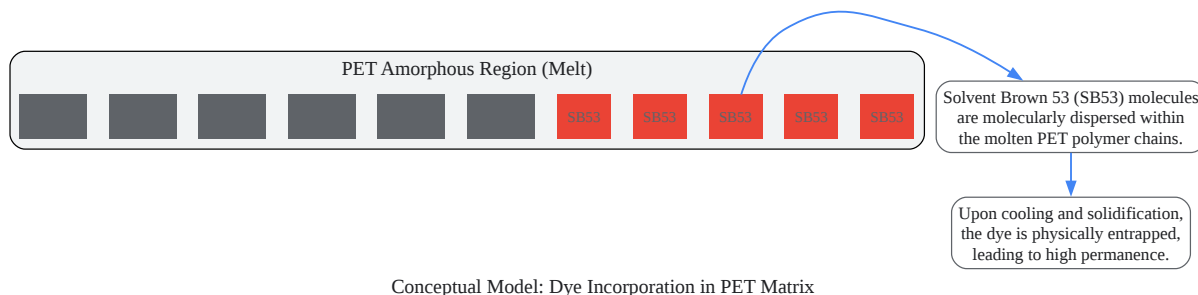 PET Amorphous Region (Melt)
SB53 SB53 SB53 SB53 SB53
Solvent Brown 53 (SB53) molecules
are molecularly dispersed within
the molten PET polymer chains.
Upon cooling and solidification,
the dye is physically entrapped,
leading to high permanence.
Conceptual Model: Dye Incorporation in PET Matrix